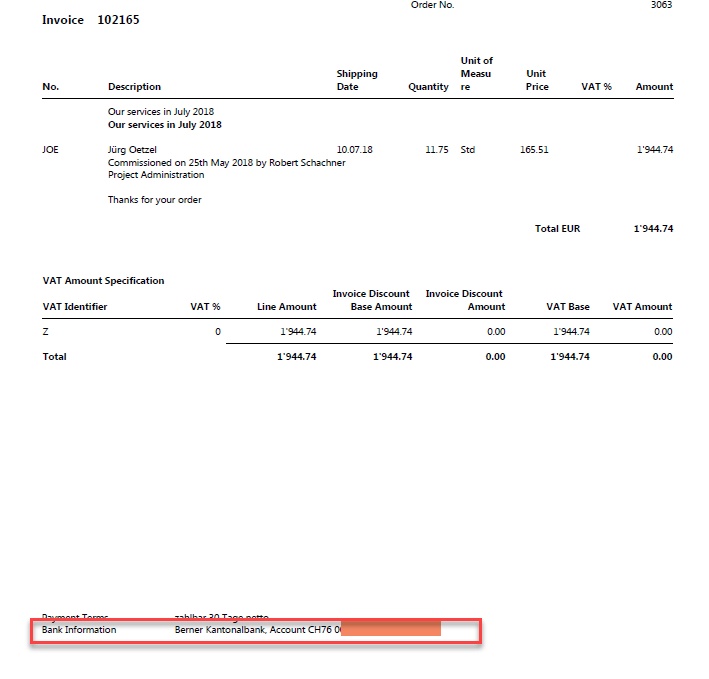 Order No. 3063
Invoice 102165
Unit of
Shipping Measu Unit
No. Description Date Quantity re Price VAT % Amount
Our services in July 2018
Our services in July 2018
JOE Jürg Oetzel 10.07.18 11.75 Std 165.51 1'944.74
Commissioned on 25th May 2018 by Robert Schachner
Project Administration
Thanks for your order
Total EUR 1'944.74
VAT Amount Specification
Invoice Discount Invoice Discount
VAT Identifier VAT % Line Amount Base Amount Amount VAT Base VAT Amount
Z 0 1'944.74 1'944.74 0.00 1'944.74 0.00
Total 1'944.74 1'944.74 0.00 1'944.74 0.00
Payment Terms zahlbar 30 Tage netto
Bank Information Berner Kantonalbank, Account CH76 0